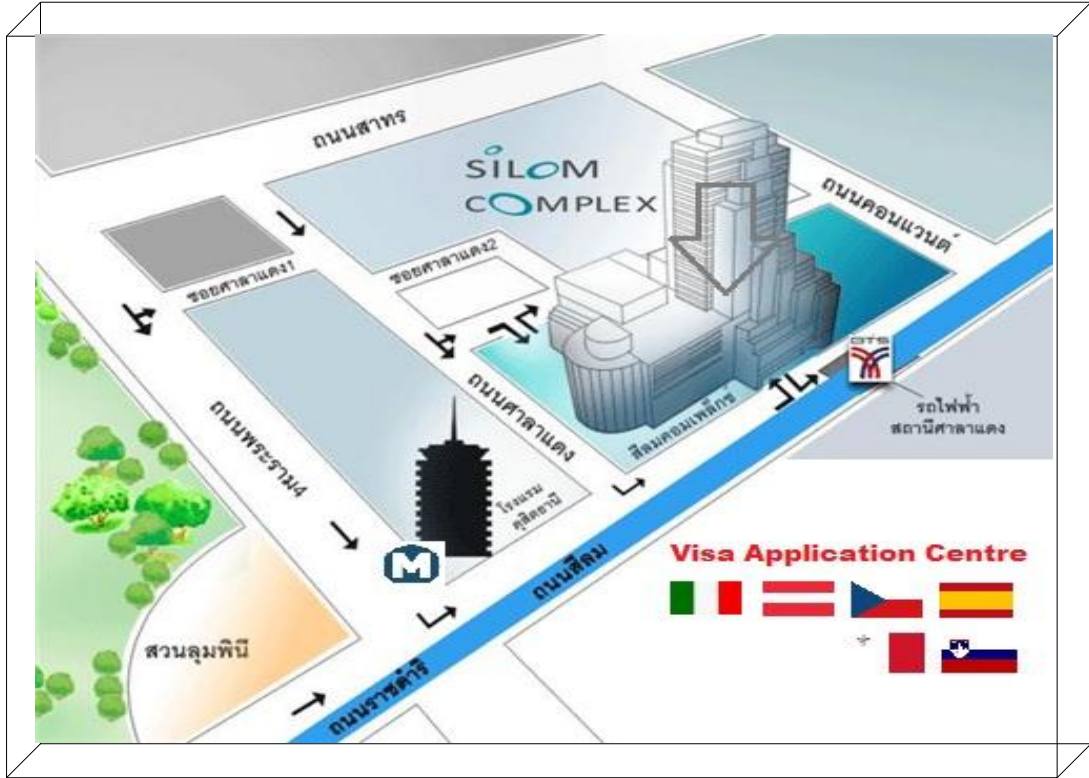 ถนนสาทร
SILOM
COMPLEX
ถนนคอนแวนต์
ซอยศาลาแดง2
ซอยศาลาแดง1
BTS
รถไฟฟ้า
สถานีศาลาแดง
ถนนศาลาแดง
สีลมคอมเพล็กซ์
ถนนพระราม4
โรงแรม
ดุสิตธานี
M
ถนนสีลม
Visa Application Centre
สวนลุมพินี
ถนนราชดำริ